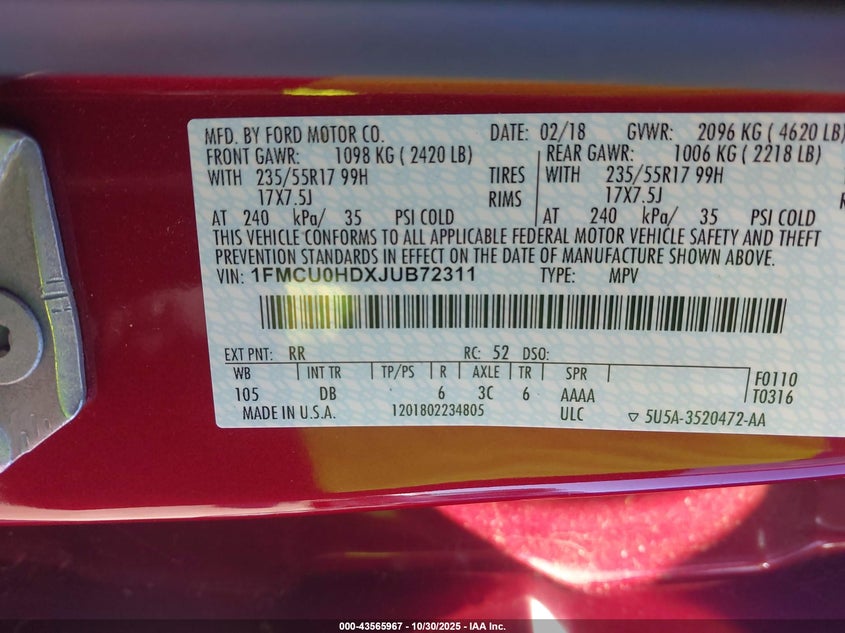 MFD. BY FORD MOTOR CO. DATE: 02/18 GVWR: 2096 KG ( 4620 LB)
FRONT GAWR: 1098 KG ( 2420 LB) REAR GAWR: 1006 KG ( 2218 LB)
WITH 235/55R17 99H TIRES WITH 235/55R17 99H
17X7.5J RIMS 17X7.5J
AT 240 kPa/ 35 PSI COLD AT 240 kPa/ 35 PSI COLD
THIS VEHICLE CONFORMS TO ALL APPLICABLE FEDERAL MOTOR VEHICLE SAFETY AND THEFT
PREVENTION STANDARDS IN EFFECT ON THE DATE OF MANUFACTURE SHOWN ABOVE.
VIN: 1FMCU0HDXJUB72311 TYPE: MPV
EXT PNT: RR RC: 52 DSO:
WB INT TR TP/PS R AXLE TR SPR F0110
105 DB 6 3C 6 AAAA T0316
MADE IN U.S.A. 1201802234805 ULC ▽ 5U5A-3520472-AA
000-43565967 - 10/30/2025 - IAA Inc.